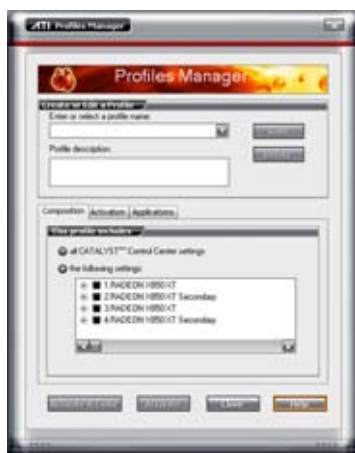 ATI Profiles Manager
Profiles Manager
Create or Edit a Profile
Enter or select a profile name:
Profile description:
Composition Activation Applications
This profile includes
all CATALYST™ Control Center settings
the following settings:
1.RADEON X850 XT
2.RADEON X850 XT Secondary
3.RADEON X850 XT
4.RADEON X850 XT Secondary
Close Help